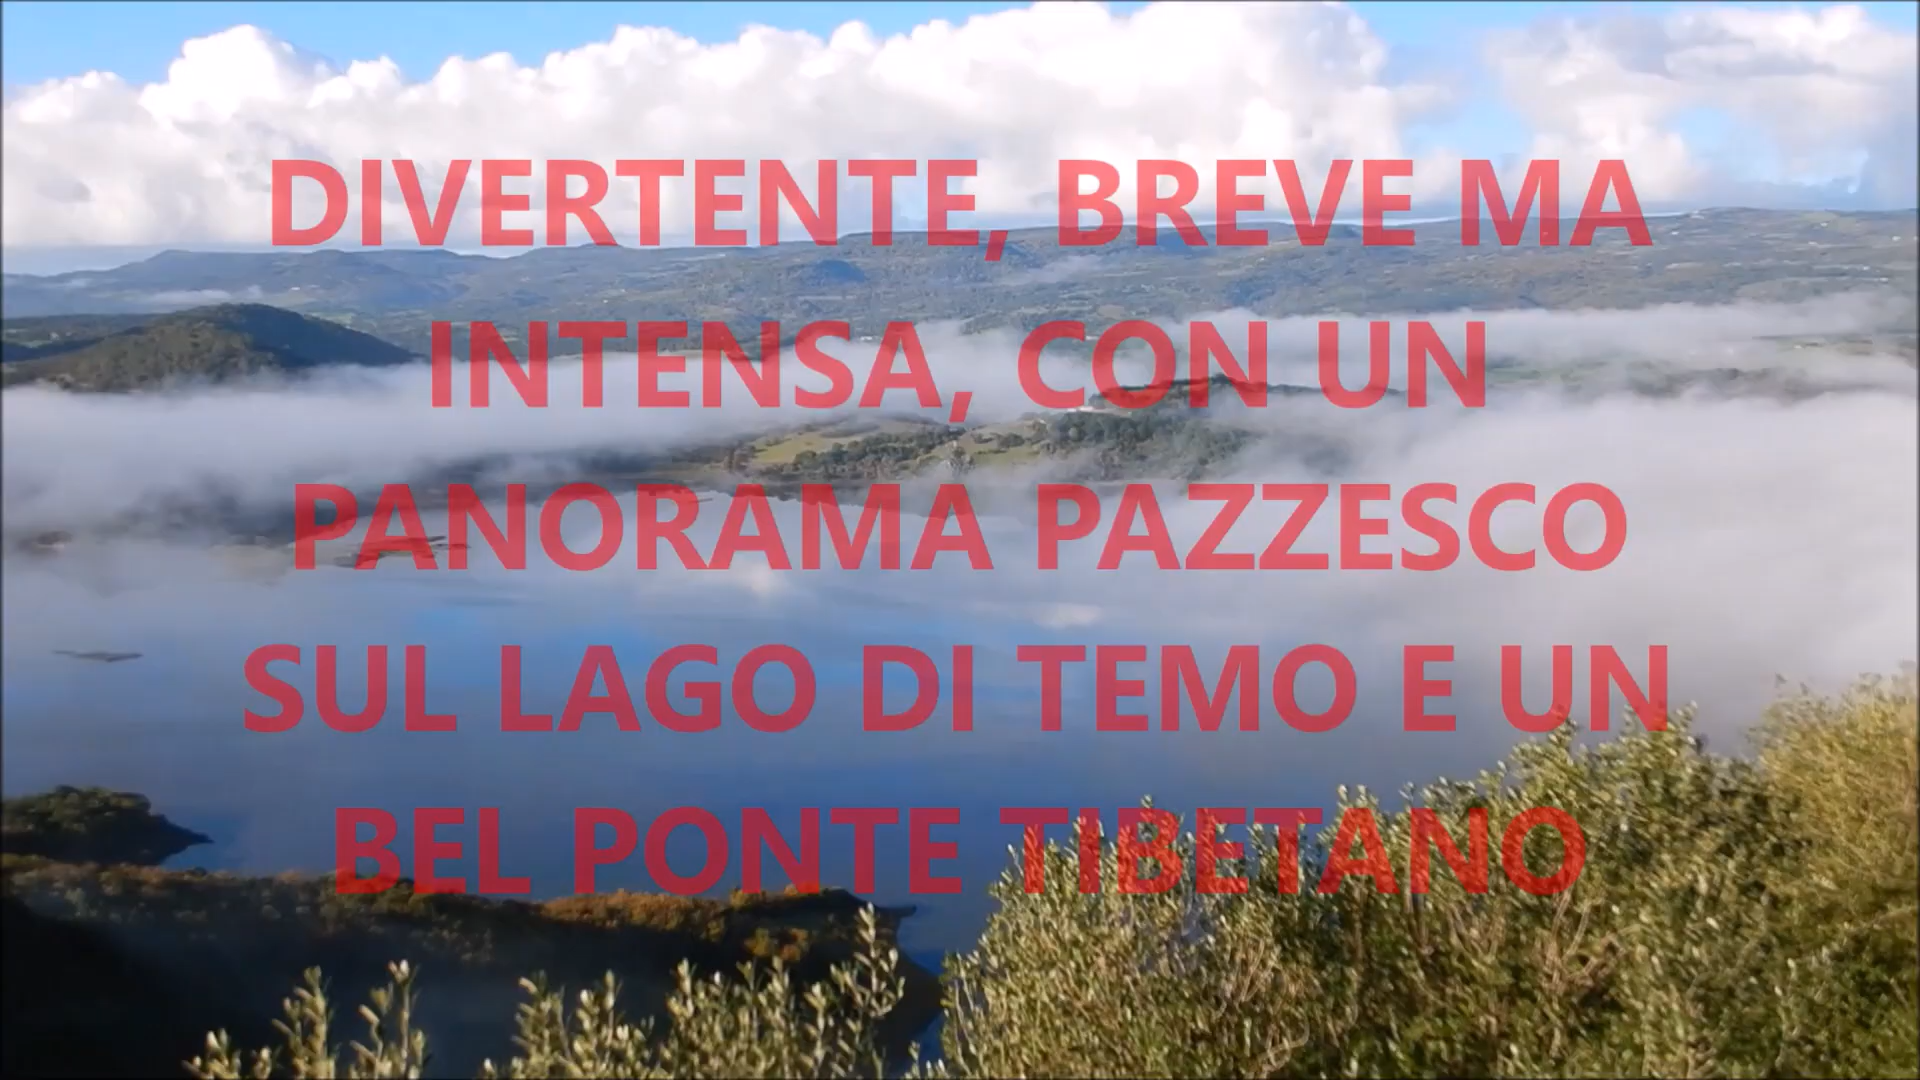 DIVERTENTE, BREVE MA
INTENSA, CON UN
PANORAMA PAZZESCO
SUL LAGO DI TEMO E UN
BEL PONTE TIBETANO